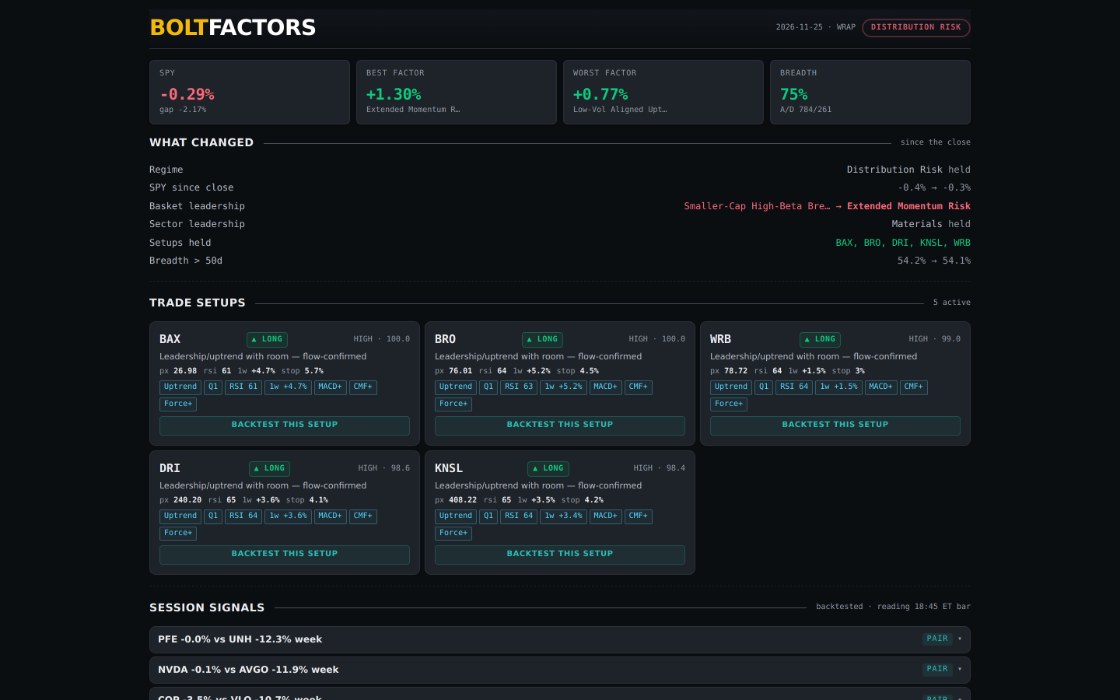 BOLTFACTORS
2026-11-25 · WRAP DISTRIBUTION RISK
SPY
-0.29%
gap -2.17%
BEST FACTOR
+1.30%
Extended Momentum R…
WORST FACTOR
+0.77%
Low-Vol Aligned Upt…
BREADTH
75%
A/D 784/261
WHAT CHANGED since the close
Regime Distribution Risk held
SPY since close -0.4% → -0.3%
Basket leadership Smaller-Cap High-Beta Bre… → Extended Momentum Risk
Sector leadership Materials held
Setups held BAX, BRO, DRI, KNSL, WRB
Breadth > 50d 54.2% → 54.1%
TRADE SETUPS 5 active
BAX ▲ LONG HIGH · 100.0
Leadership/uptrend with room — flow-confirmed
px 26.98 rsi 61 1w +4.7% stop 5.7%
Uptrend Q1 RSI 61 1w +4.7% MACD+ CMF+
Force+
BACKTEST THIS SETUP
BRO ▲ LONG HIGH · 100.0
Leadership/uptrend with room — flow-confirmed
px 76.01 rsi 64 1w +5.2% stop 4.5%
Uptrend Q1 RSI 63 1w +5.2% MACD+ CMF+
Force+
BACKTEST THIS SETUP
WRB ▲ LONG HIGH · 99.0
Leadership/uptrend with room — flow-confirmed
px 78.72 rsi 64 1w +1.5% stop 3%
Uptrend Q1 RSI 64 1w +1.5% MACD+ CMF+
Force+
BACKTEST THIS SETUP
DRI ▲ LONG HIGH · 98.6
Leadership/uptrend with room — flow-confirmed
px 240.20 rsi 65 1w +3.6% stop 4.1%
Uptrend Q1 RSI 64 1w +3.6% MACD+ CMF+
Force+
BACKTEST THIS SETUP
KNSL ▲ LONG HIGH · 98.4
Leadership/uptrend with room — flow-confirmed
px 408.22 rsi 65 1w +3.5% stop 4.2%
Uptrend Q1 RSI 65 1w +3.4% MACD+ CMF+
Force+
BACKTEST THIS SETUP
SESSION SIGNALS backtested · reading 18:45 ET bar
PFE -0.0% vs UNH -12.3% week PAIR ▾
NVDA -0.1% vs AVGO -11.9% week PAIR ▾
COP -3.5% vs VLO -10.7% week PAIR ▾